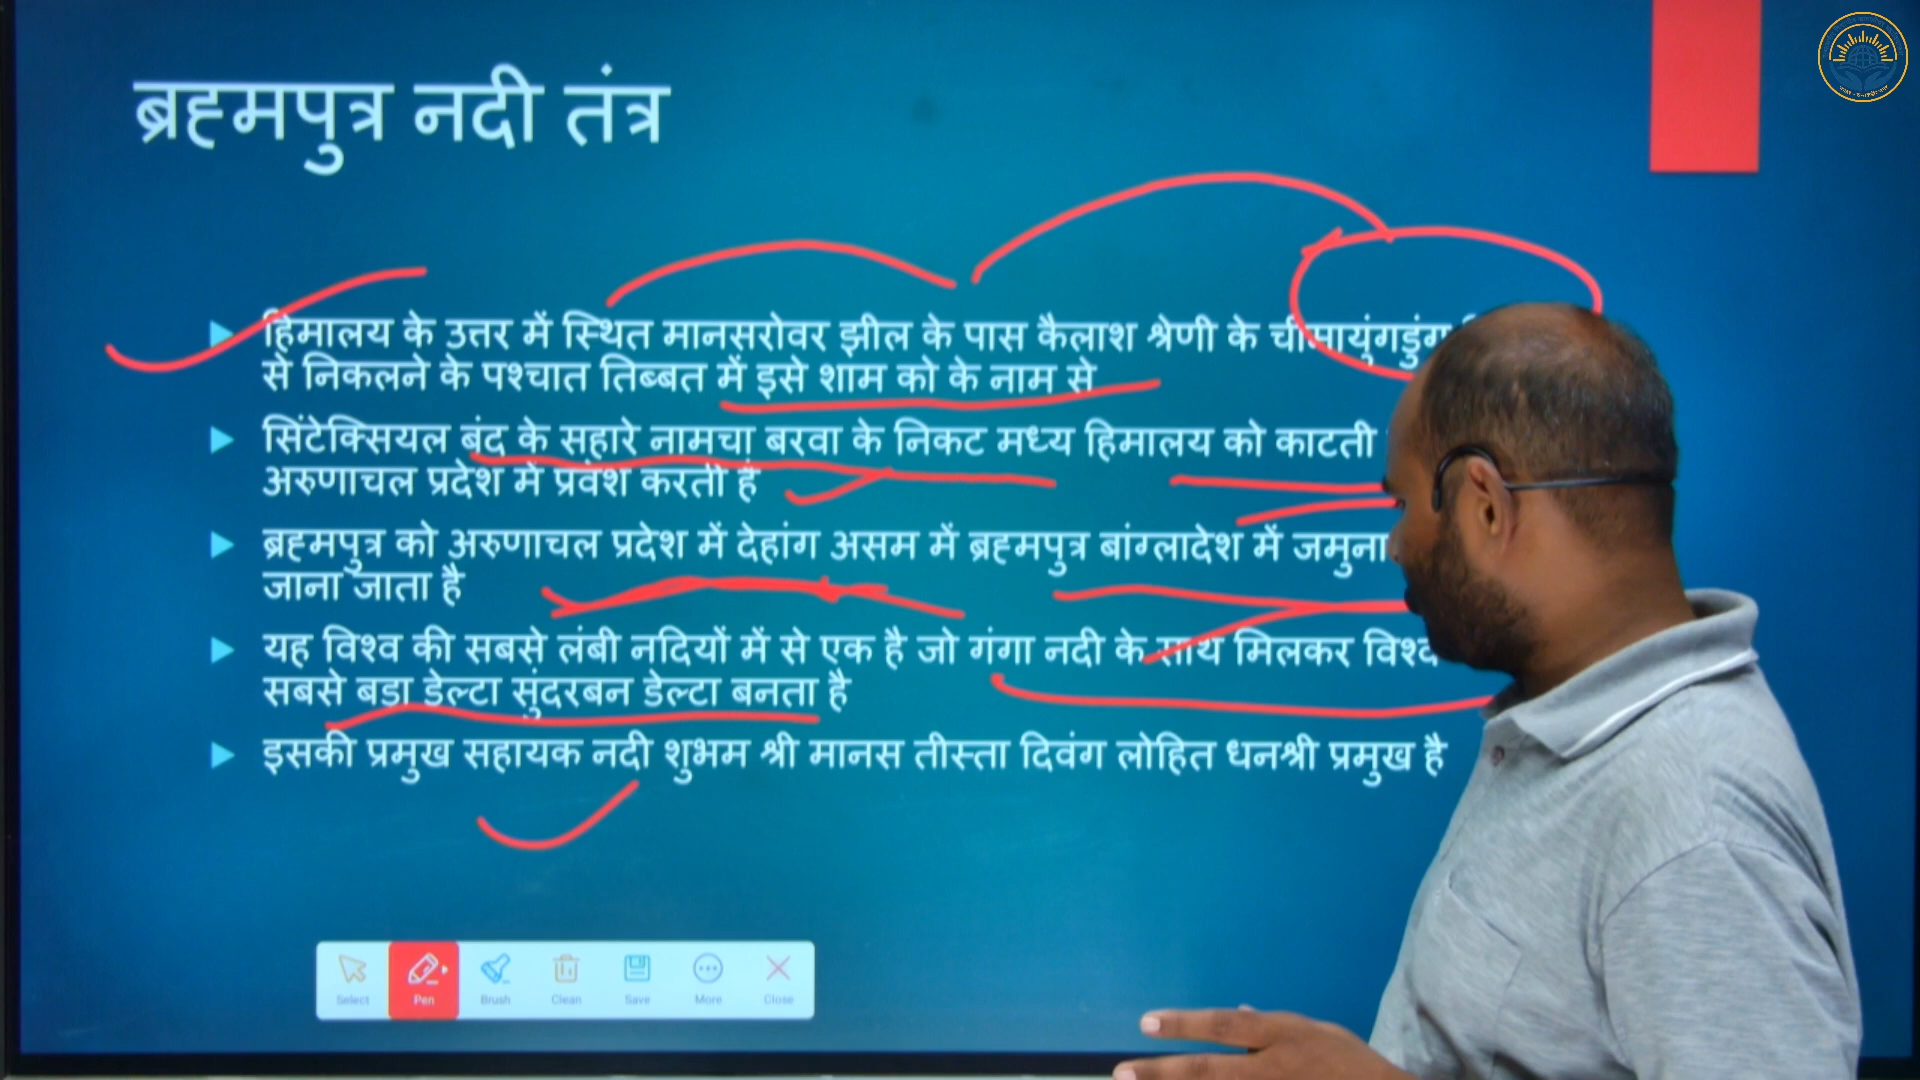 ब्रह्मपुत्र नदी तंत्र
हिमालय के उत्तर में स्थित मानसरोवर झील के पास कैलाश श्रेणी के चीमायुंगडुंग
से निकलने के पश्चात तिब्बत में इसे शाम को के नाम से
सिंटेक्सियल बंद के सहारे नामचा बरवा के निकट मध्य हिमालय को काटती
अरुणाचल प्रदेश में प्रवेश करती है
ब्रह्मपुत्र को अरुणाचल प्रदेश में देहांग असम में ब्रह्मपुत्र बांग्लादेश में जमुना
जाना जाता है
यह विश्व की सबसे लंबी नदियों में से एक है जो गंगा नदी के साथ मिलकर विश्व
सबसे बड़ा डेल्टा सुंदरबन डेल्टा बनता है
इसकी प्रमुख सहायक नदी शुभम श्री मानस तीस्ता दिवंग लोहित धनश्री प्रमुख है
Select Pen Brush Clean Save More Close